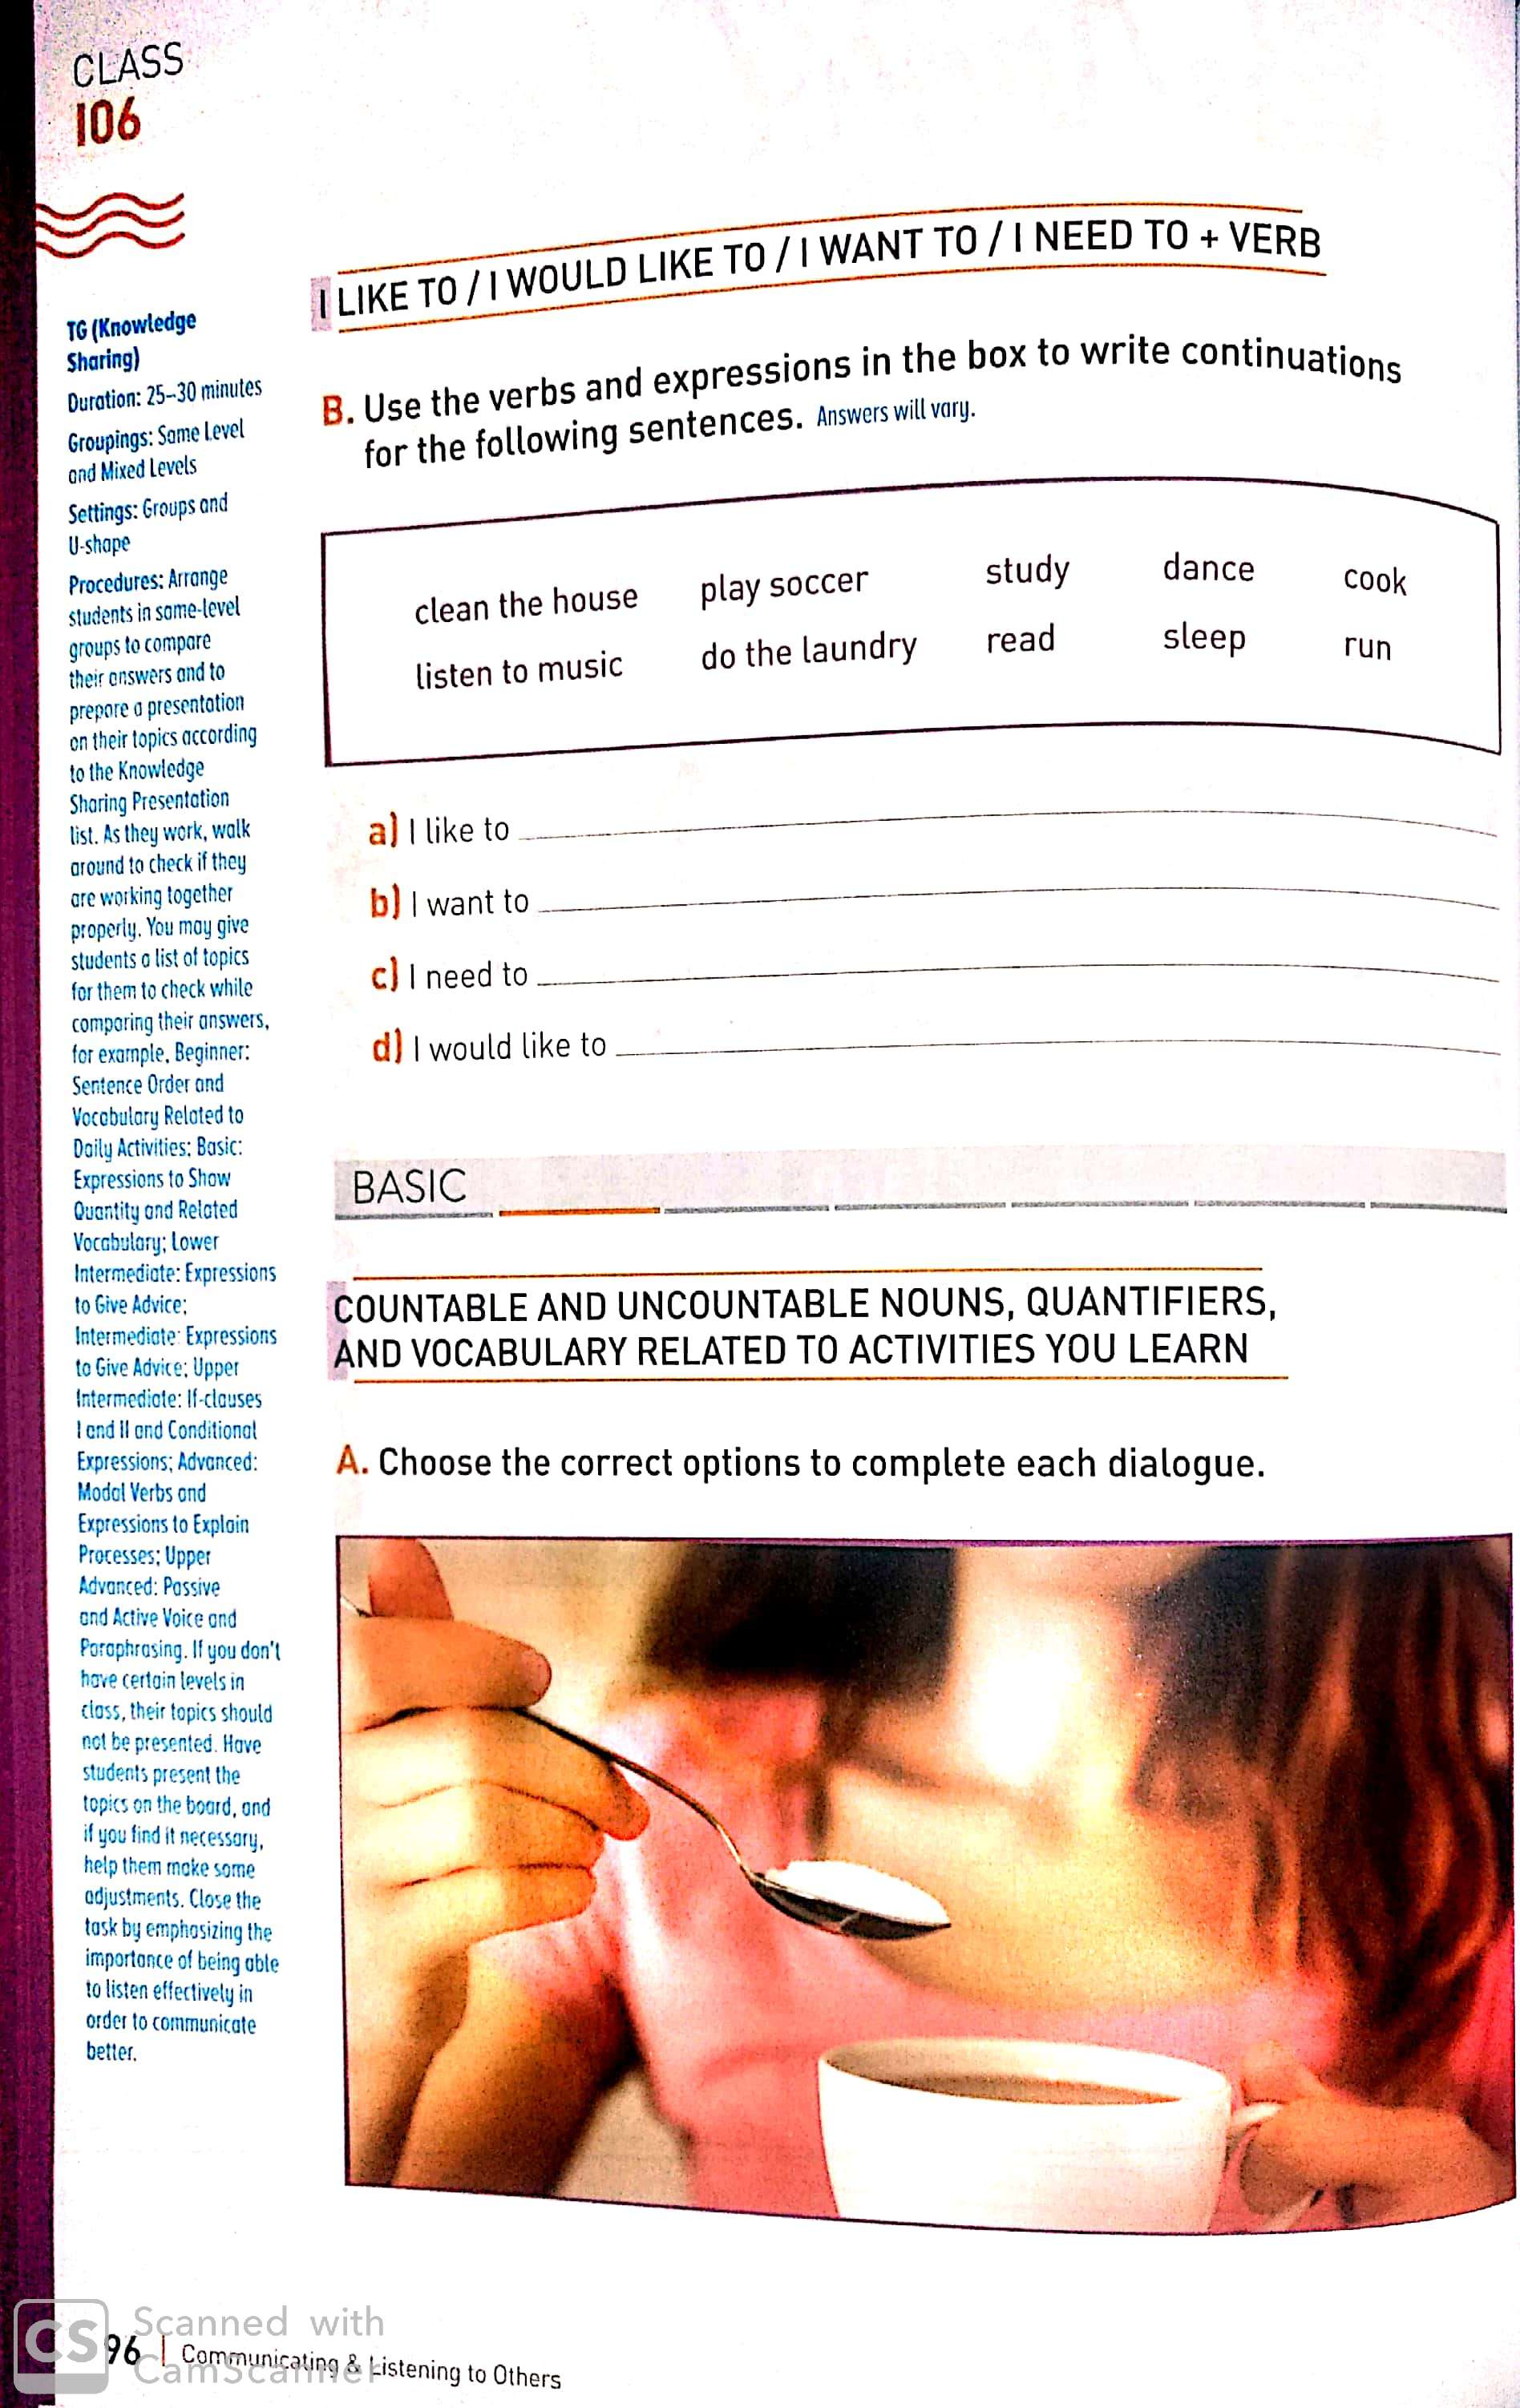 CLASS
106
TG (Knowledge
Sharing)
Duration: 25–30 minutes
Groupings: Same Level
and Mixed Levels
Settings: Groups and
U-shape
Procedures: Arrange
students in same-level
groups to compare
their answers and to
prepare a presentation
on their topics according
to the Knowledge
Sharing Presentation
list. As they work, walk
around to check if they
are working together
properly. You may give
students a list of topics
for them to check while
comparing their answers,
for example, Beginner:
Sentence Order and
Vocabulary Related to
Daily Activities; Basic:
Expressions to Show
Quantity and Related
Vocabulary; Lower
Intermediate: Expressions
to Give Advice;
Intermediate: Expressions
to Give Advice; Upper
Intermediate: If-clauses
I and II and Conditional
Expressions; Advanced:
Modal Verbs and
Expressions to Explain
Processes; Upper
Advanced: Passive
and Active Voice and
Paraphrasing. If you don't
have certain levels in
class, their topics should
not be presented. Have
students present the
topics on the board, and
if you find it necessary,
help them make some
adjustments. Close the
task by emphasizing the
importance of being able
to listen effectively in
order to communicate
better.
I LIKE TO / I WOULD LIKE TO / I WANT TO / I NEED TO + VERB
B. Use the verbs and expressions in the box to write continuations
for the following sentences. Answers will vary.
clean the house play soccer study dance cook
listen to music do the laundry read sleep run
a) I like to
b) I want to
c) I need to
d) I would like to
BASIC
COUNTABLE AND UNCOUNTABLE NOUNS, QUANTIFIERS,
AND VOCABULARY RELATED TO ACTIVITIES YOU LEARN
A. Choose the correct options to complete each dialogue.
96 | Communicating & Listening to Others
CS Scanned with
CamScanner